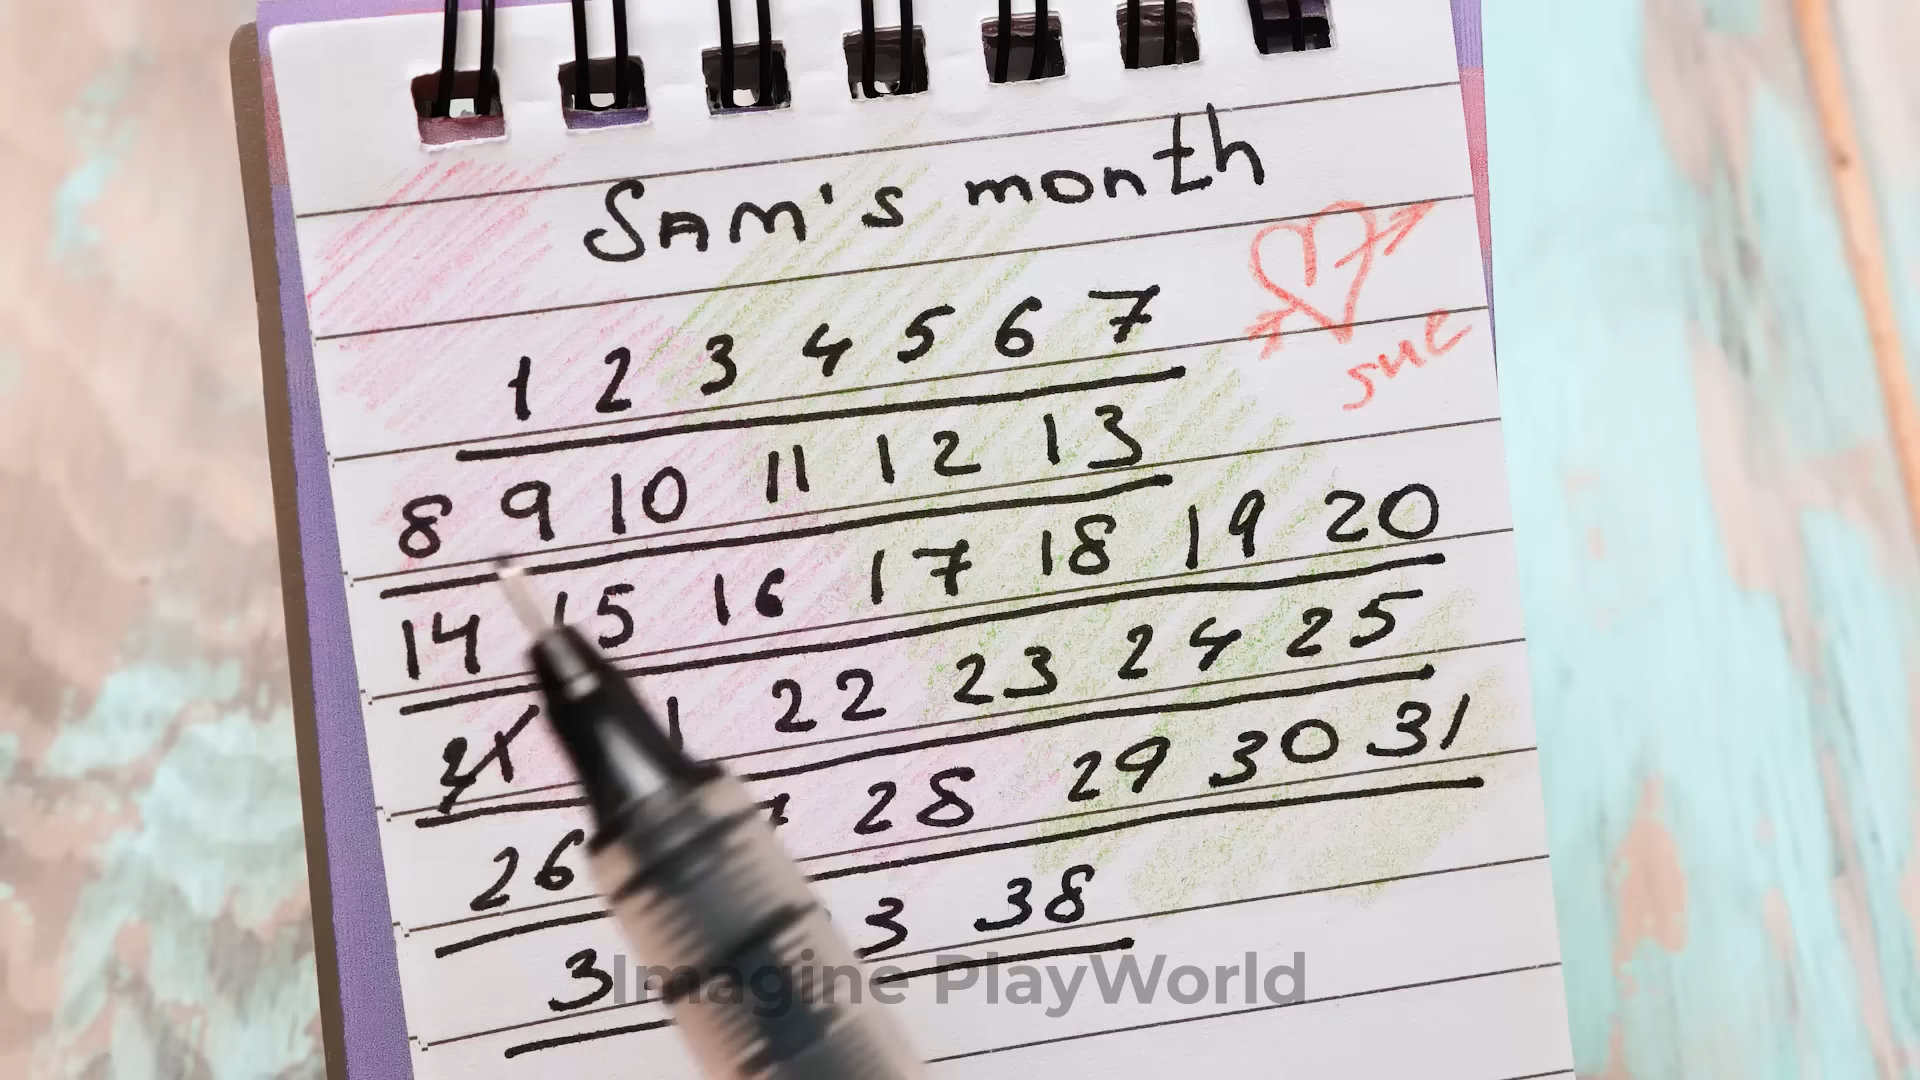 Sam's month
sue
1 2 3 4 5 6 7
8 9 10 11 12 13
14 15 16 17 18 19 20
22 23 24 25
26 28 29 30 31
38
Imagine PlayWorld